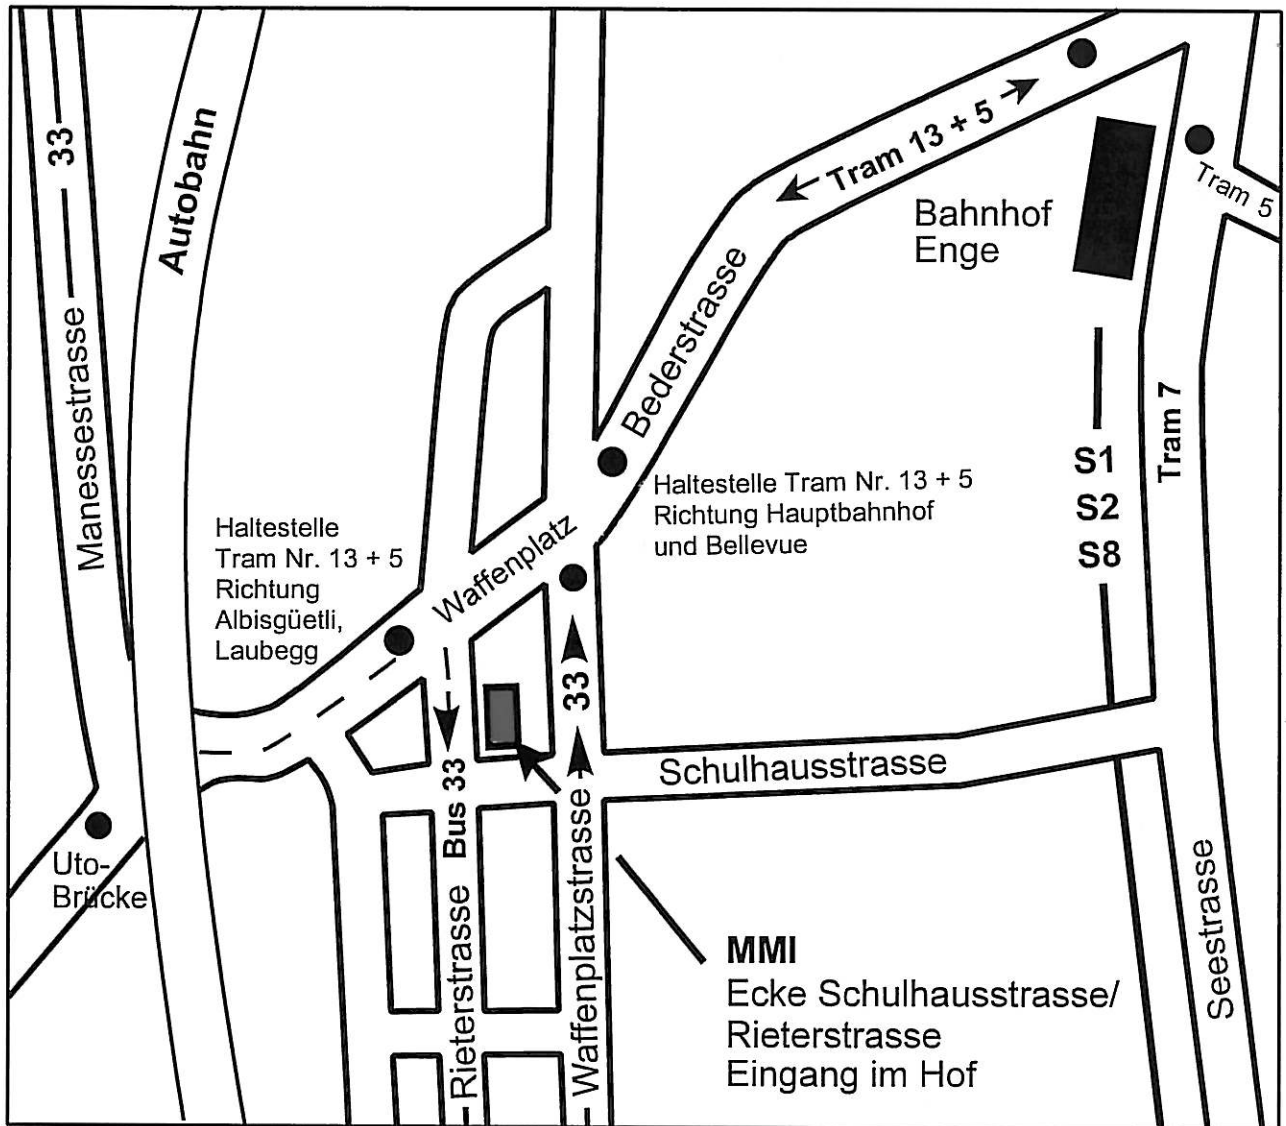 33
Manessestrasse
Autobahn
Tram 13 + 5
Tram 5
Bahnhof
Enge
Bederstrasse
S1
S2
S8
Tram 7
Haltestelle Tram Nr. 13 + 5
Richtung Hauptbahnhof
und Bellevue
Haltestelle
Tram Nr. 13 + 5
Richtung
Albisgüetli,
Laubegg
Waffenplatz
33
Bus 33
Schulhausstrasse
Uto-
Brücke
Rieterstrasse
Waffenplatzstrasse
Seestrasse
MMI
Ecke Schulhausstrasse/
Rieterstrasse
Eingang im Hof